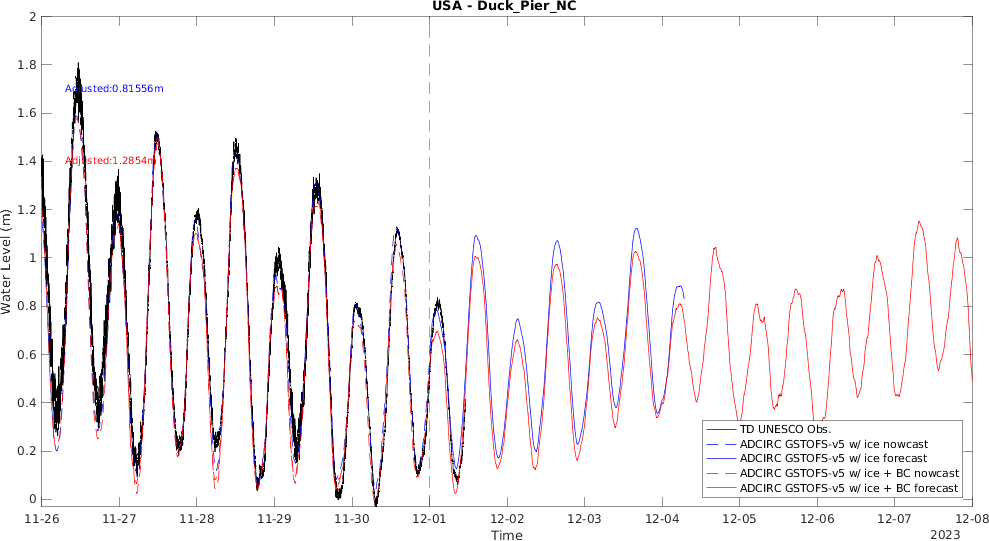 USA - Duck_Pier_NC
2
1.8
1.6
1.4
1.2
1
0.8
0.6
0.4
0.2
0
Water Level (m)
Adjusted:0.81556m
Adjusted:1.2854m
TD UNESCO Obs.
ADCIRC GSTOFS-v5 w/ ice nowcast
ADCIRC GSTOFS-v5 w/ ice forecast
ADCIRC GSTOFS-v5 w/ ice + BC nowcast
ADCIRC GSTOFS-v5 w/ ice + BC forecast
11-26 11-27 11-28 11-29 11-30 12-01 12-02 12-03 12-04 12-05 12-06 12-07 12-08
Time
2023